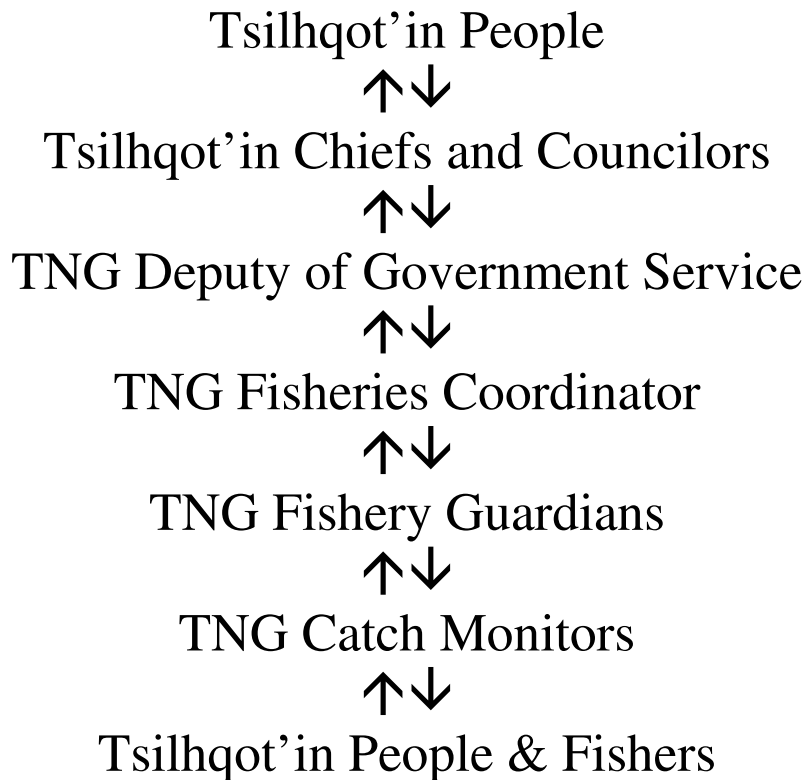 Tsilhqot’in People
↑↓
Tsilhqot’in Chiefs and Councilors
↑↓
TNG Deputy of Government Service
↑↓
TNG Fisheries Coordinator
↑↓
TNG Fishery Guardians
↑↓
TNG Catch Monitors
↑↓
Tsilhqot’in People & Fishers